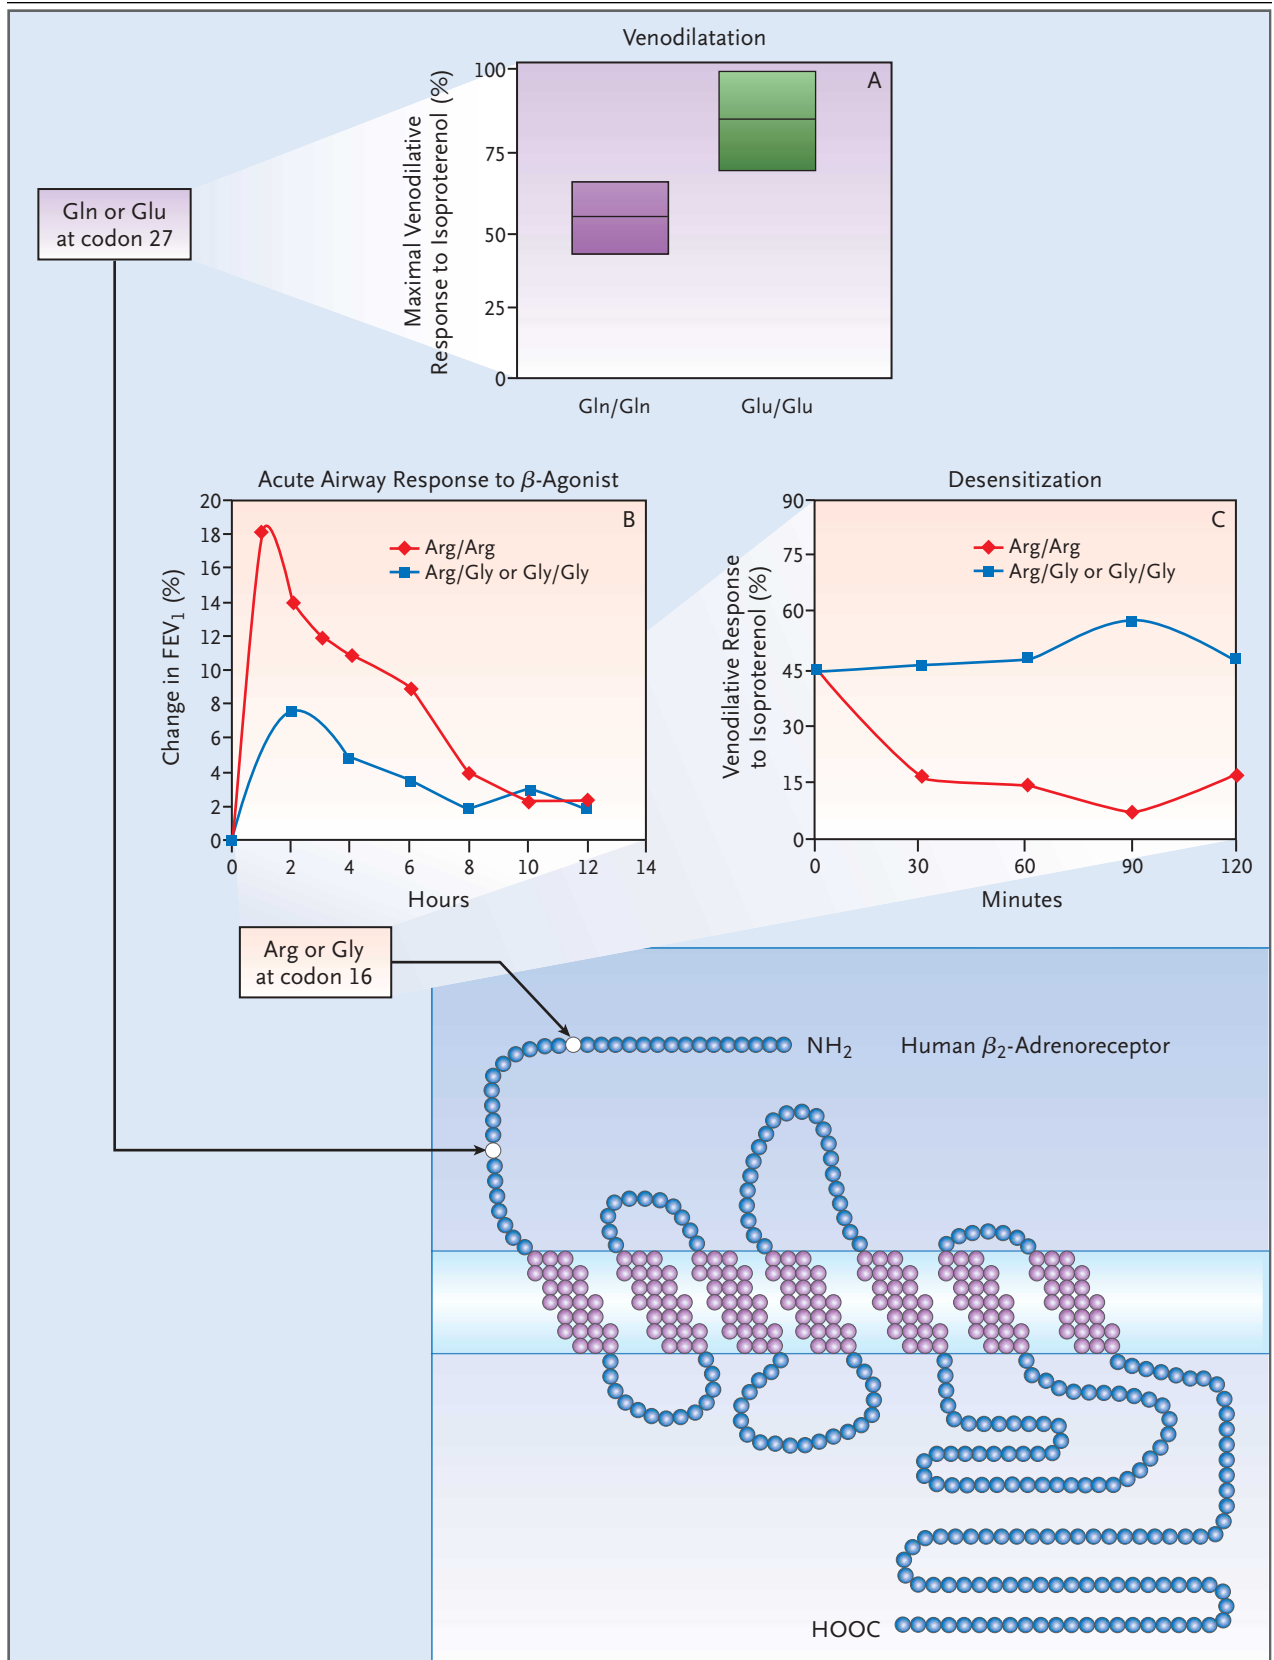 Venodilatation
A
Maximal Venodilative
Response to Isoproterenol (%)
100
75
50
25
0
Gln/Gln
Glu/Glu
Gln or Glu
at codon 27
Acute Airway Response to β-Agonist
B
Change in FEV1 (%)
20
18
16
14
12
10
8
6
4
2
0
Arg/Arg
Arg/Gly or Gly/Gly
0 2 4 6 8 10 12 14
Hours
Desensitization
C
Venodilative Response
to Isoproterenol (%)
90
75
60
45
30
15
0
Arg/Arg
Arg/Gly or Gly/Gly
0 30 60 90 120
Minutes
Arg or Gly
at codon 16
NH2
Human β2-Adrenoreceptor
HOOC